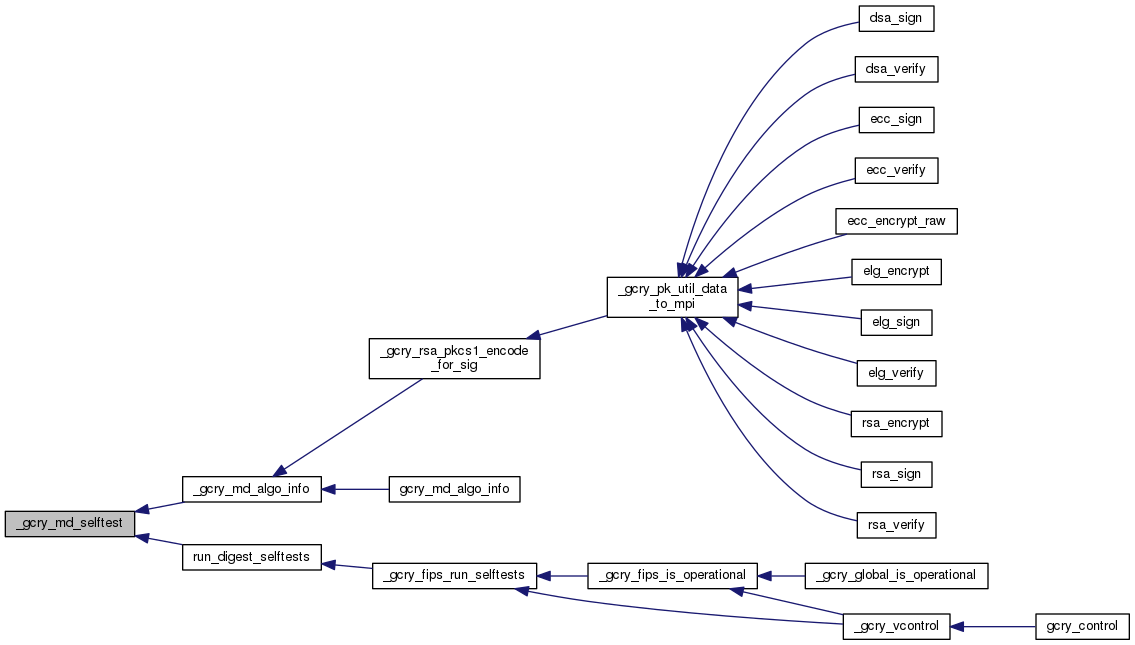 dsa_sign
dsa_verify
ecc_sign
ecc_verify
ecc_encrypt_raw
elg_encrypt
_gcry_pk_util_data
_to_mpi
elg_sign
_gcry_rsa_pkcs1_encode
_for_sig
elg_verify
rsa_encrypt
rsa_sign
_gcry_md_algo_info
gcry_md_algo_info
_gcry_md_selftest
rsa_verify
run_digest_selftests
_gcry_fips_run_selftests
_gcry_fips_is_operational
_gcry_global_is_operational
_gcry_vcontrol
gcry_control